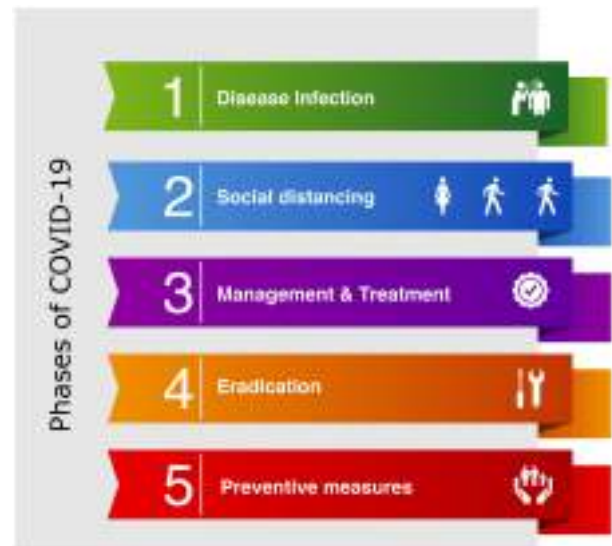 Phases of COVID-19
1 Disease Infection
2 Social distancing
3 Management & Treatment
4 Eradication
5 Preventive measures